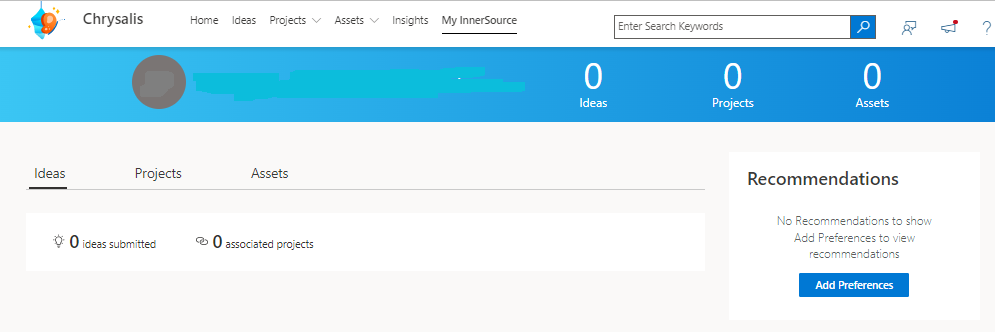 Chrysalis
Home Ideas Projects Assets Insights My InnerSource
Enter Search Keywords
?
0 0 0
Ideas Projects Assets
Ideas Projects Assets
0 ideas submitted 0 associated projects
Recommendations
No Recommendations to show
Add Preferences to view
recommendations
Add Preferences